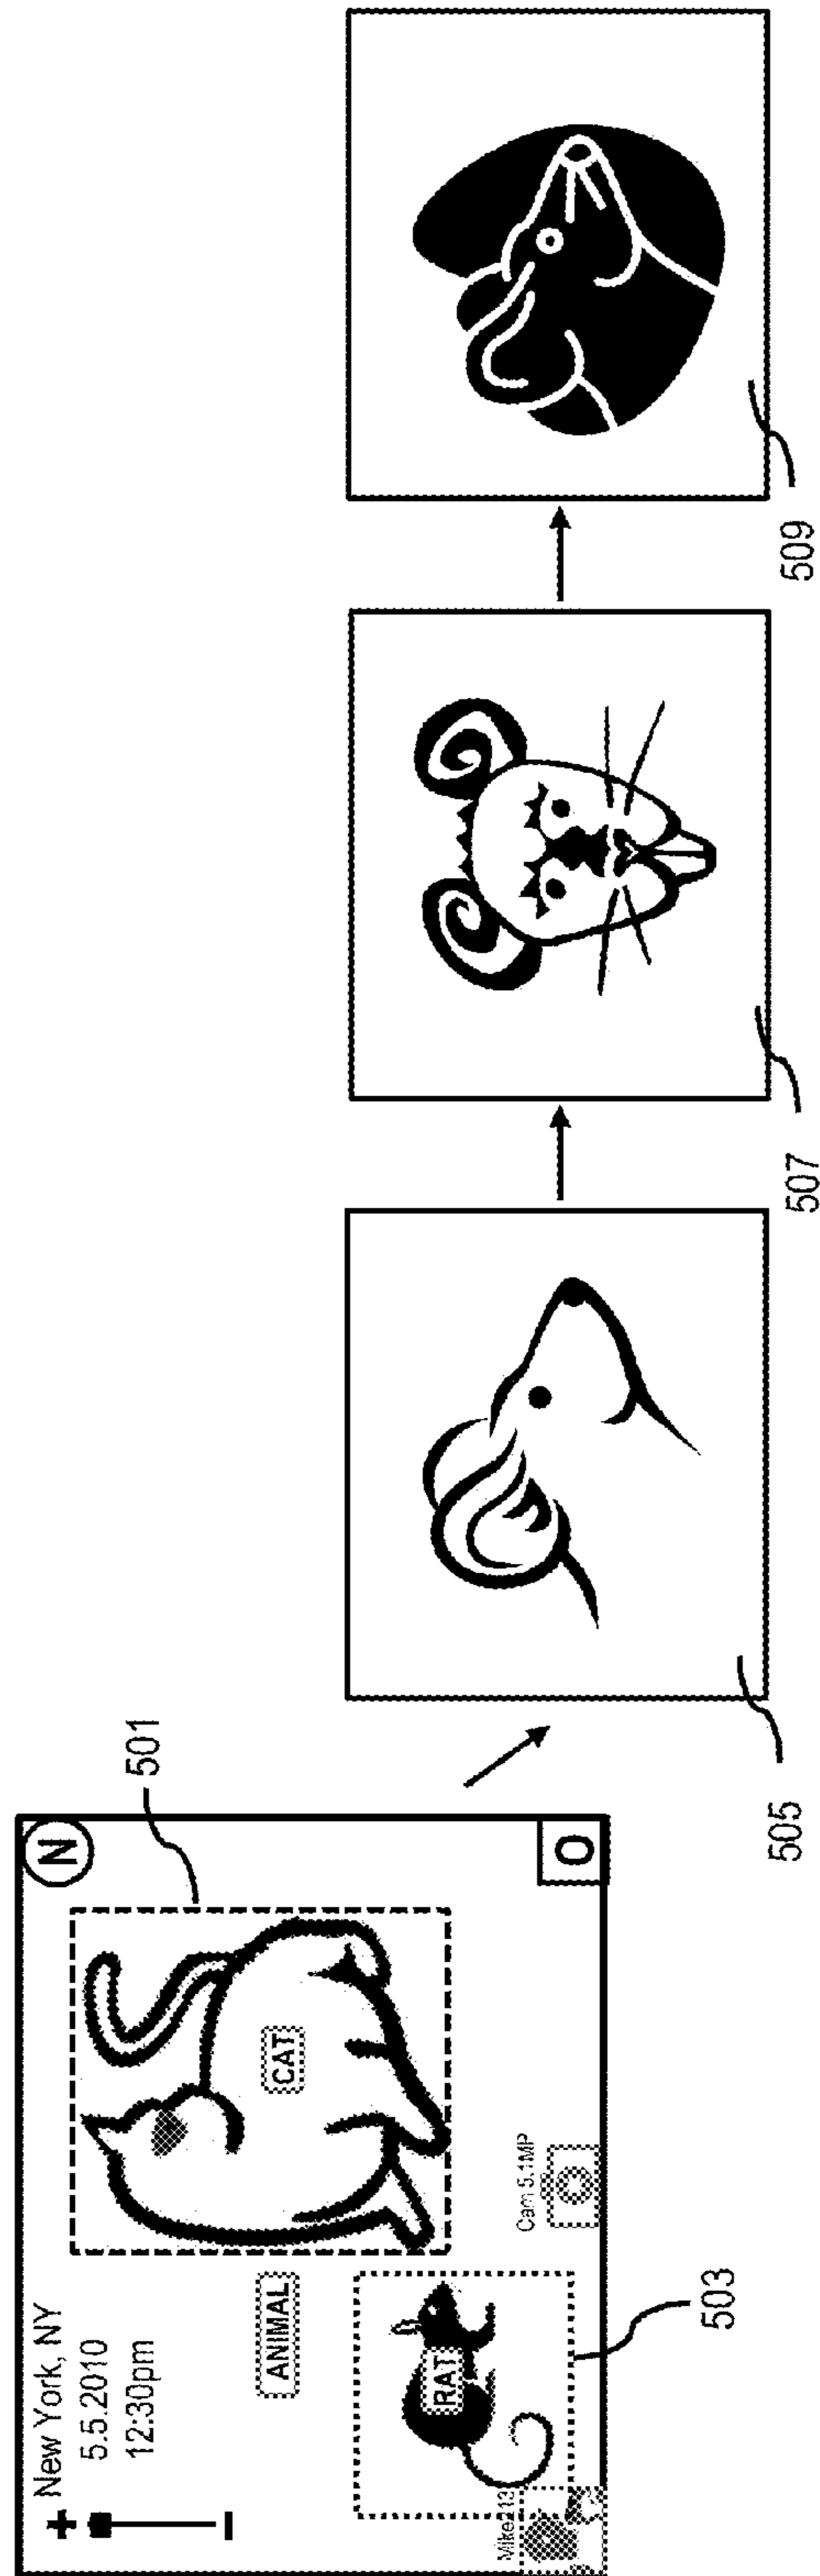 +
New York, NY
5.5.2010
12:30pm
N
501
CAT
ANIMAL
RAT
Cam 5.1MP
O
503
505
507
509